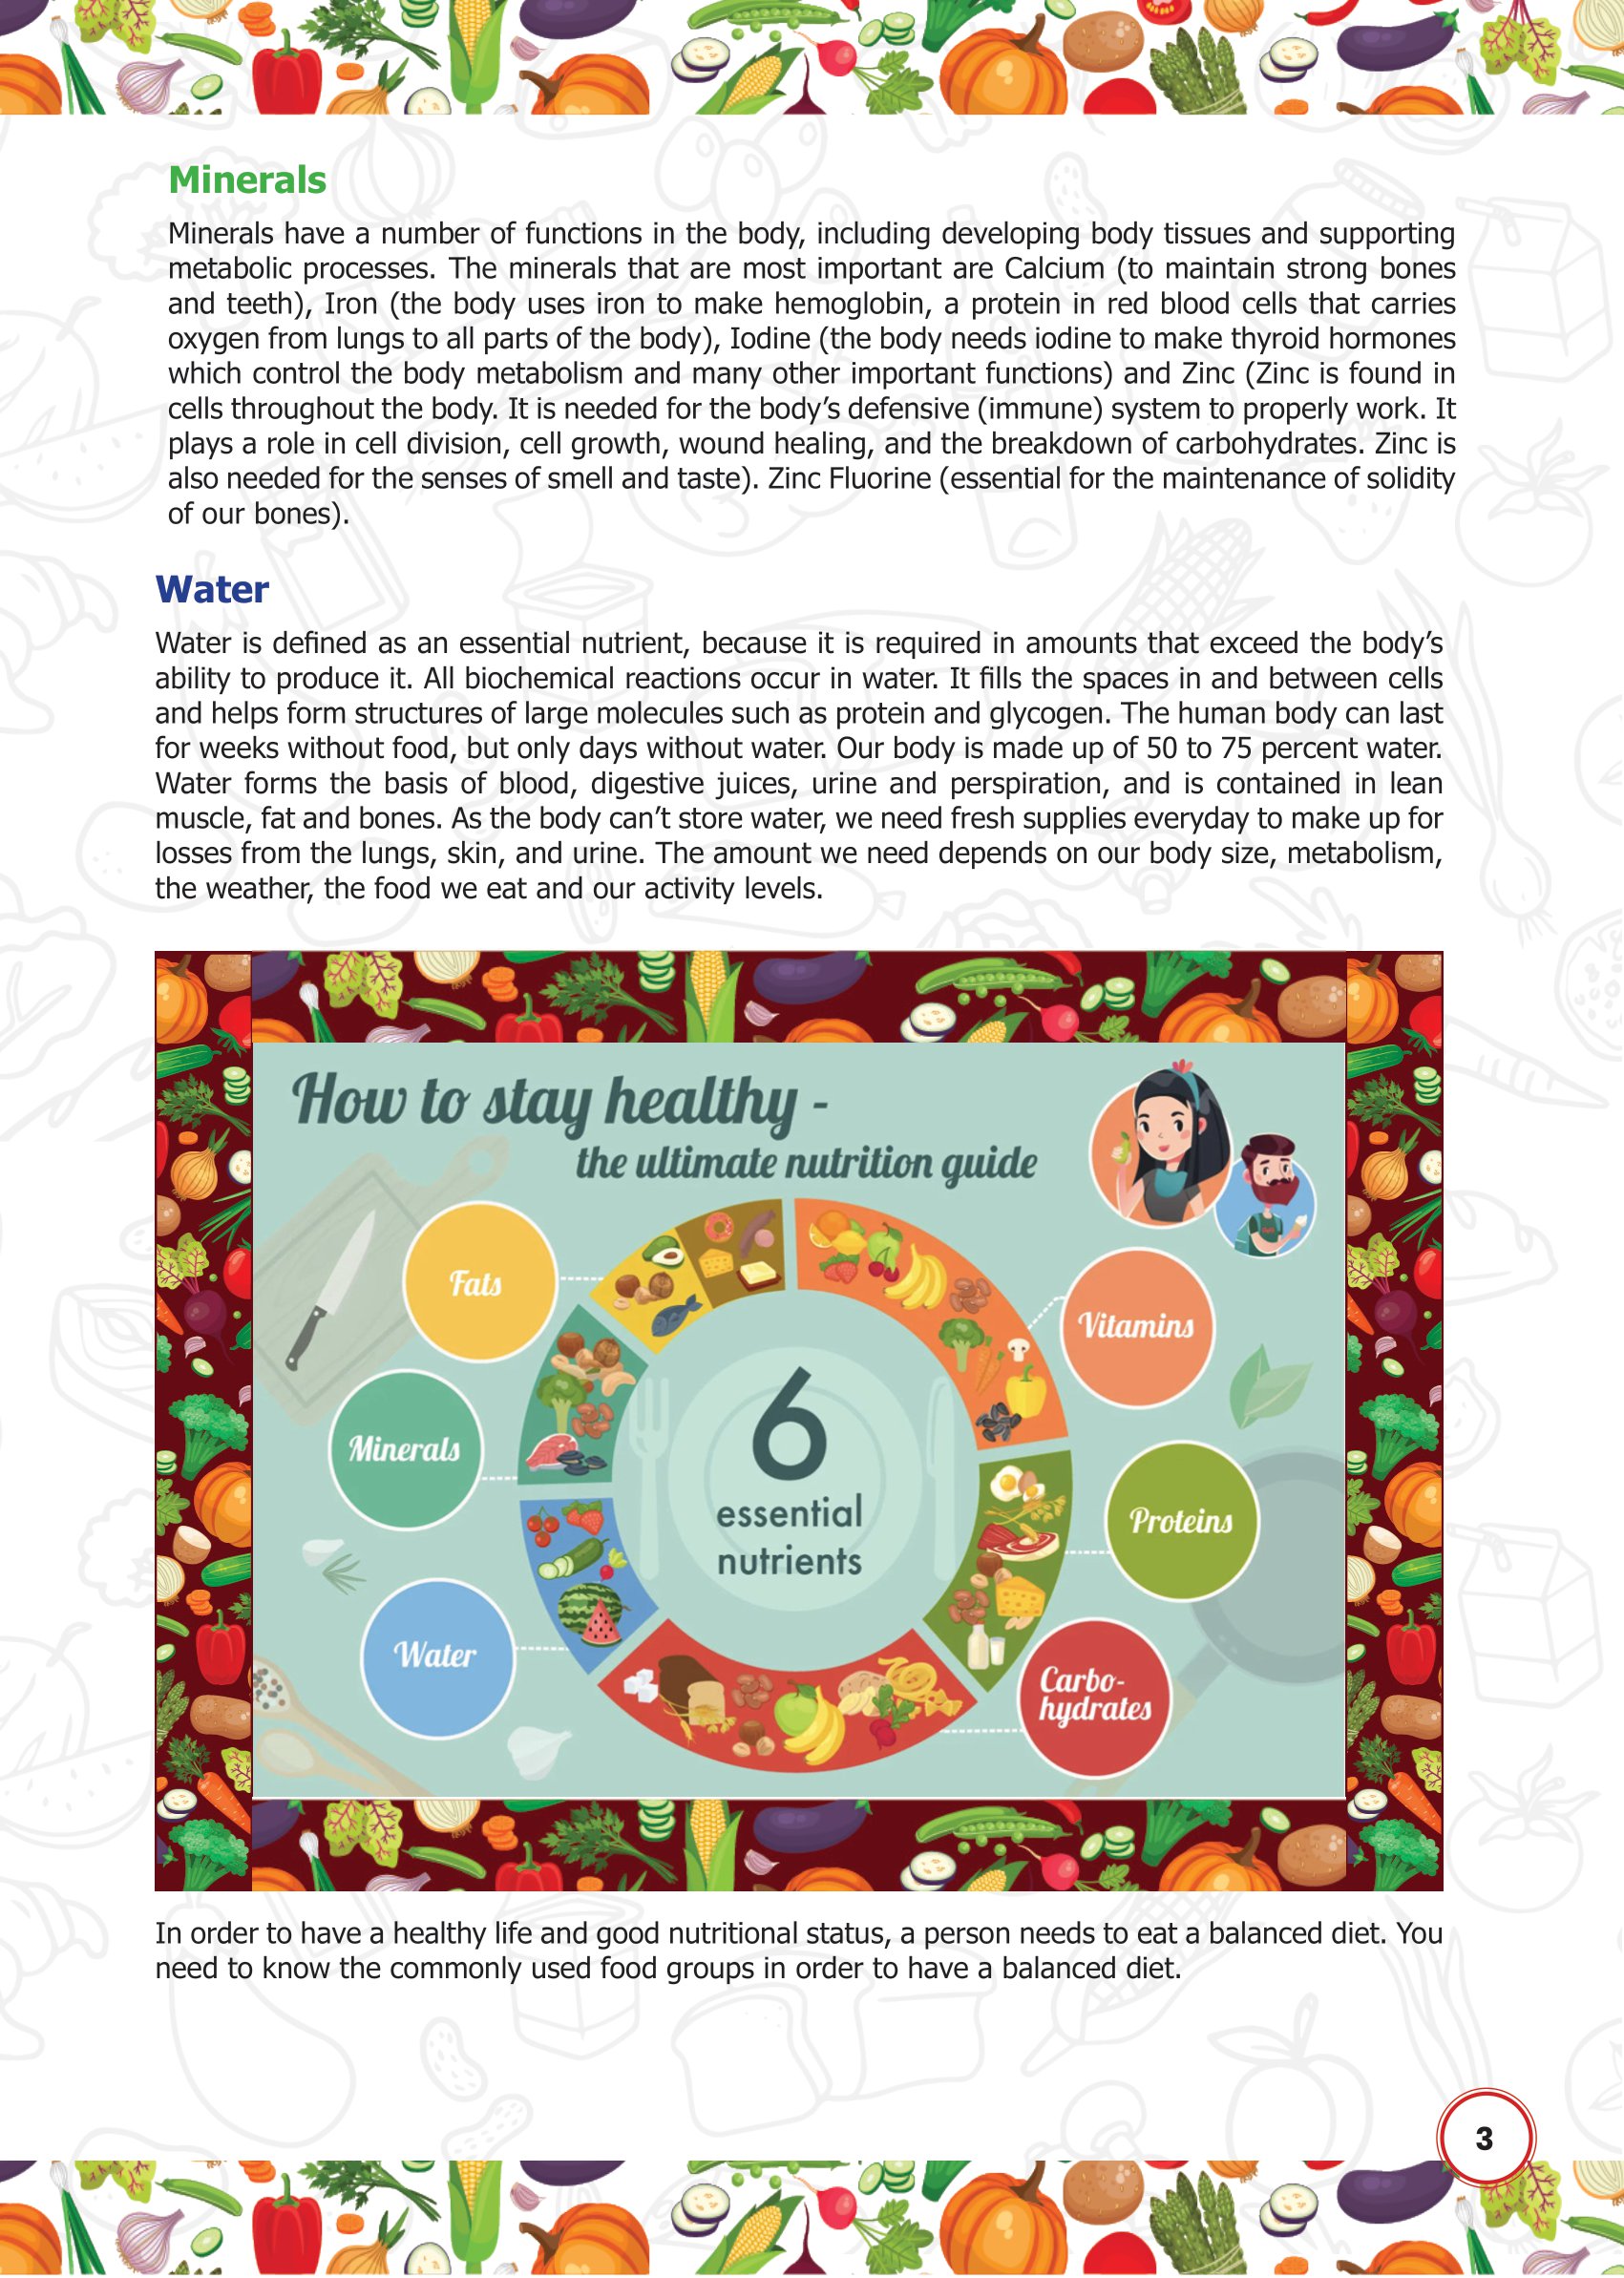 Minerals
Minerals have a number of functions in the body, including developing body tissues and supporting
metabolic processes. The minerals that are most important are Calcium (to maintain strong bones
and teeth), Iron (the body uses iron to make hemoglobin, a protein in red blood cells that carries
oxygen from lungs to all parts of the body), Iodine (the body needs iodine to make thyroid hormones
which control the body metabolism and many other important functions) and Zinc (Zinc is found in
cells throughout the body. It is needed for the body’s defensive (immune) system to properly work. It
plays a role in cell division, cell growth, wound healing, and the breakdown of carbohydrates. Zinc is
also needed for the senses of smell and taste). Zinc Fluorine (essential for the maintenance of solidity
of our bones).
Water
Water is defined as an essential nutrient, because it is required in amounts that exceed the body’s
ability to produce it. All biochemical reactions occur in water. It fills the spaces in and between cells
and helps form structures of large molecules such as protein and glycogen. The human body can last
for weeks without food, but only days without water. Our body is made up of 50 to 75 percent water.
Water forms the basis of blood, digestive juices, urine and perspiration, and is contained in lean
muscle, fat and bones. As the body can’t store water, we need fresh supplies everyday to make up for
losses from the lungs, skin, and urine. The amount we need depends on our body size, metabolism,
the weather, the food we eat and our activity levels.
How to stay healthy -
the ultimate nutrition guide
Fats
Vitamins
Minerals
6
essential
nutrients
Proteins
Water
Carbo-
hydrates
In order to have a healthy life and good nutritional status, a person needs to eat a balanced diet. You
need to know the commonly used food groups in order to have a balanced diet.
3